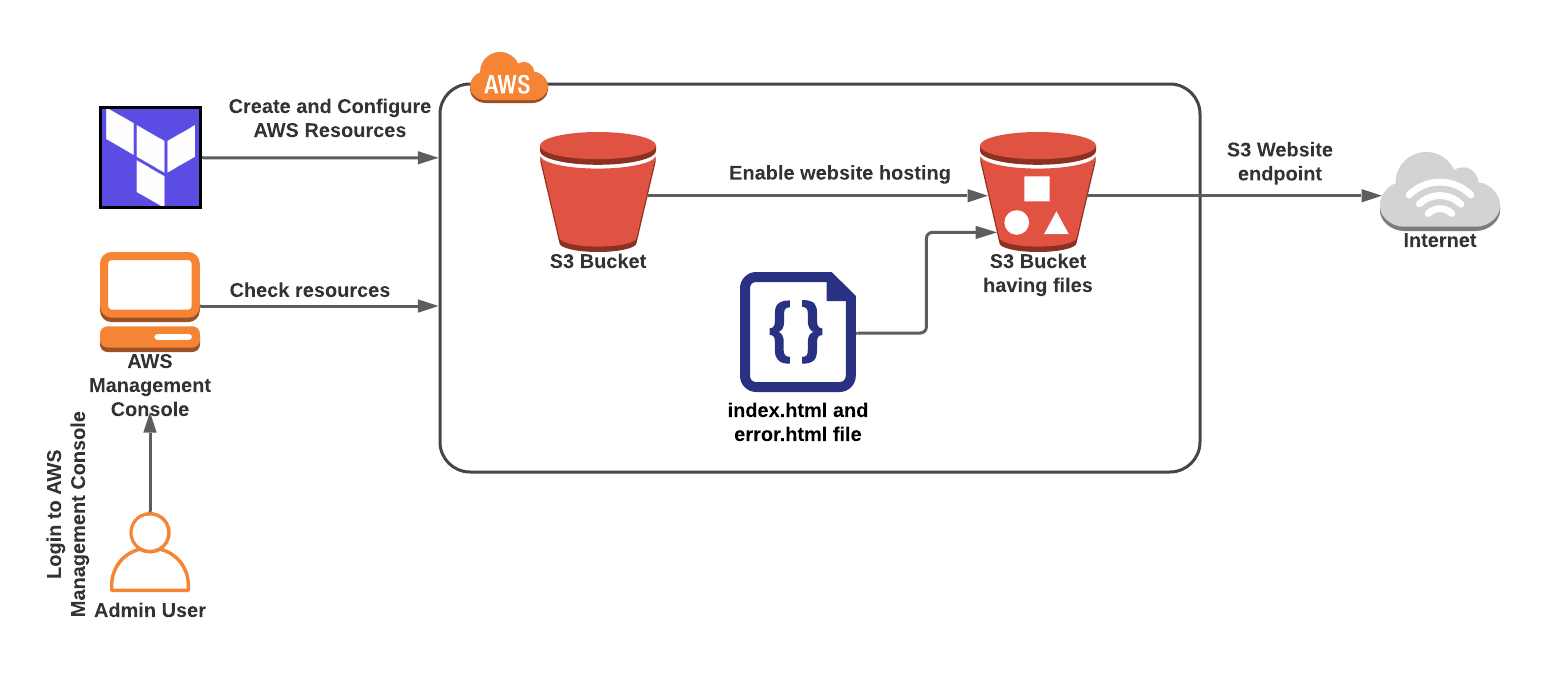 AWS
Create and Configure
AWS Resources
Enable website hosting
S3 Website
endpoint
Internet
S3 Bucket
S3 Bucket
having files
Check resources
AWS
Management
Console
index.html and
error.html file
Login to AWS
Management Console
Admin User